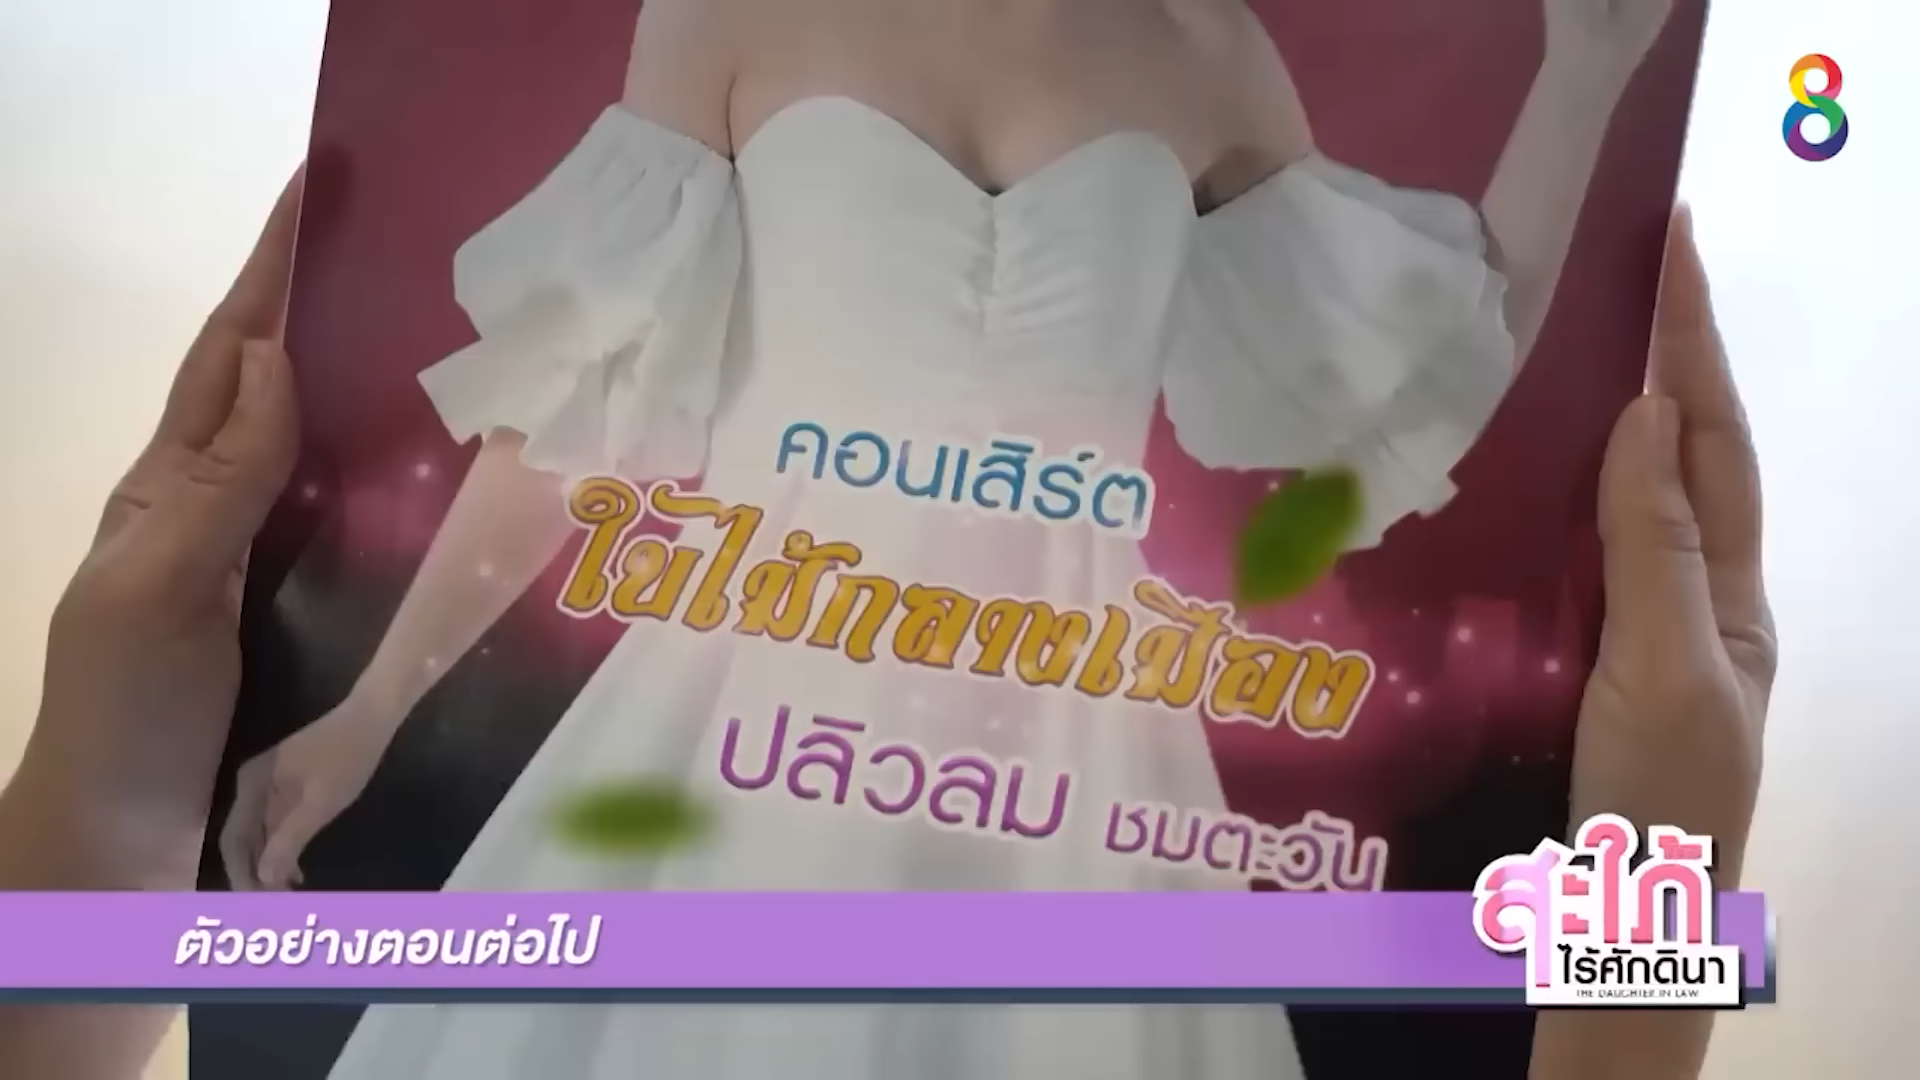 8
คอนเสิร์ต
ใบไม้กลางเมือง
ปลิวลม ชมตะวัน
ตัวอย่างตอนต่อไป
สะใภ้
ไร้ศักดินา
THE DAUGHTER IN LAW